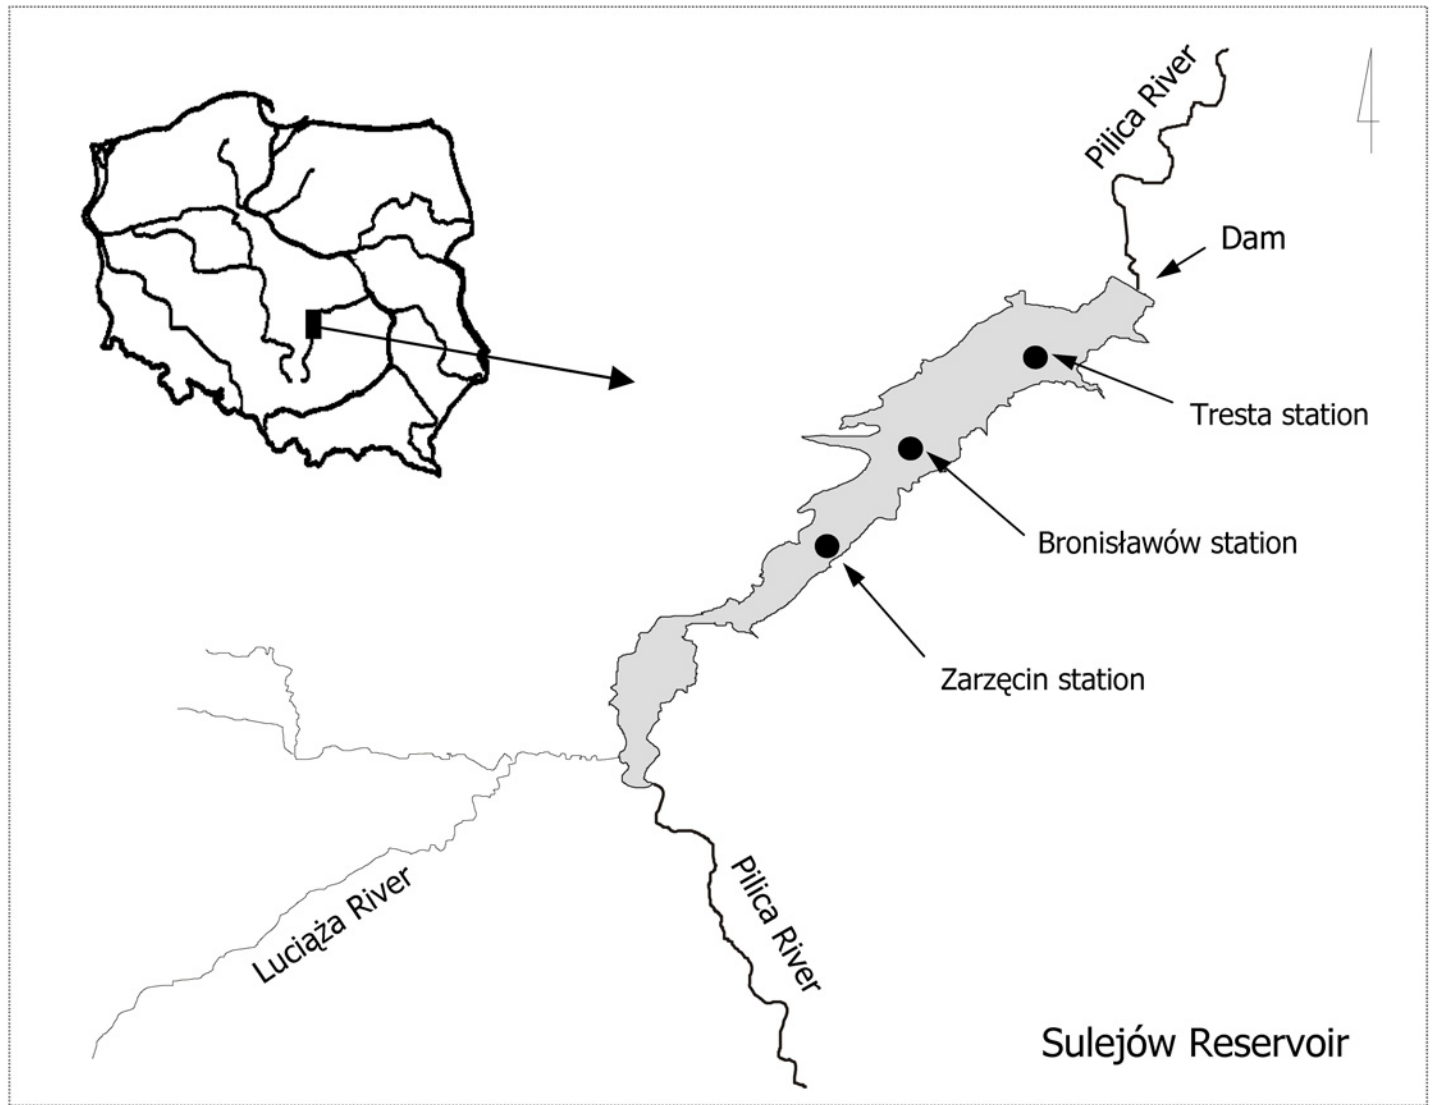 Pilica River
Dam
Tresta station
Bronisławów station
Zarzęcin station
Luciąża River
Pilica River
Sulejów Reservoir